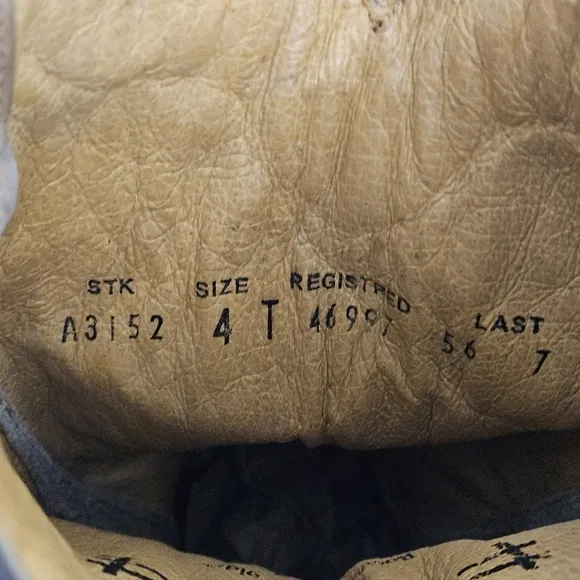 STK SIZE REGISTRED LAST
A3152 4 T 46997 56 7